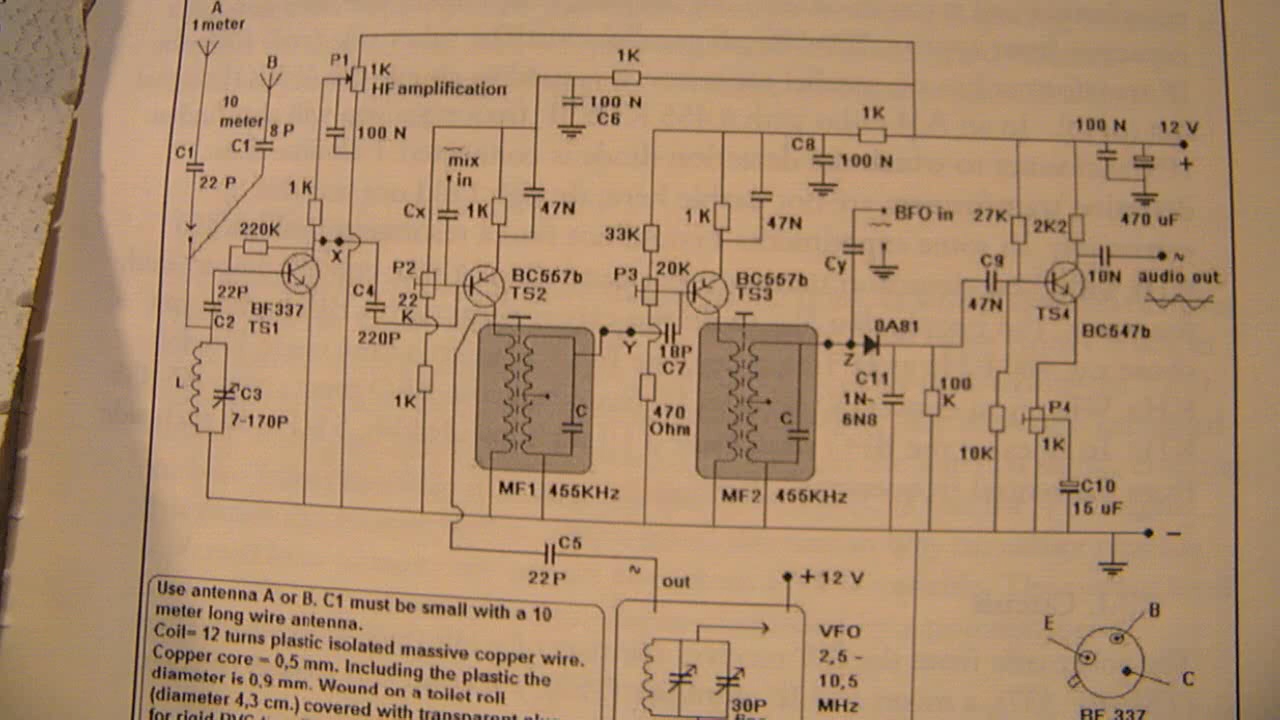 A
1 meter
B
P1
1K
HF amplification
10
meter
8 P
C1
C1
22 P
100 N
1K
100 N
C6
mix
in
Cx
1K
47N
1 K
220K
X
22P
C2
BF337
TS1
C4
220P
P2
22
K
BC557b
TS2
L
C3
7-170P
1K
C
MF1
455KHz
1K
C8
100 N
100 N
12 V
+
470 uF
33K
1 K
47N
P3
20K
BC557b
TS3
Y
18P
C7
470
Ohm
C
MF2
455KHz
BFO in
Cy
0A81
Z
C11
1N-
6N8
100
K
27K
2K2
C9
47N
10N
~
audio out
TS4
BC547b
10K
P4
1K
C10
15 uF
–
C5
22P
~
out
+ 12 V
VFO
2,5 -
10,5
MHz
30P
E
B
C
BF 337
Use antenna A or B. C1 must be small with a 10
meter long wire antenna.
Coil= 12 turns plastic isolated massive copper wire.
Copper core = 0,5 mm. Including the plastic the
diameter is 0,9 mm. Wound on a toilet roll
(diameter 4,3 cm.) covered with transparent
for rigid PVC